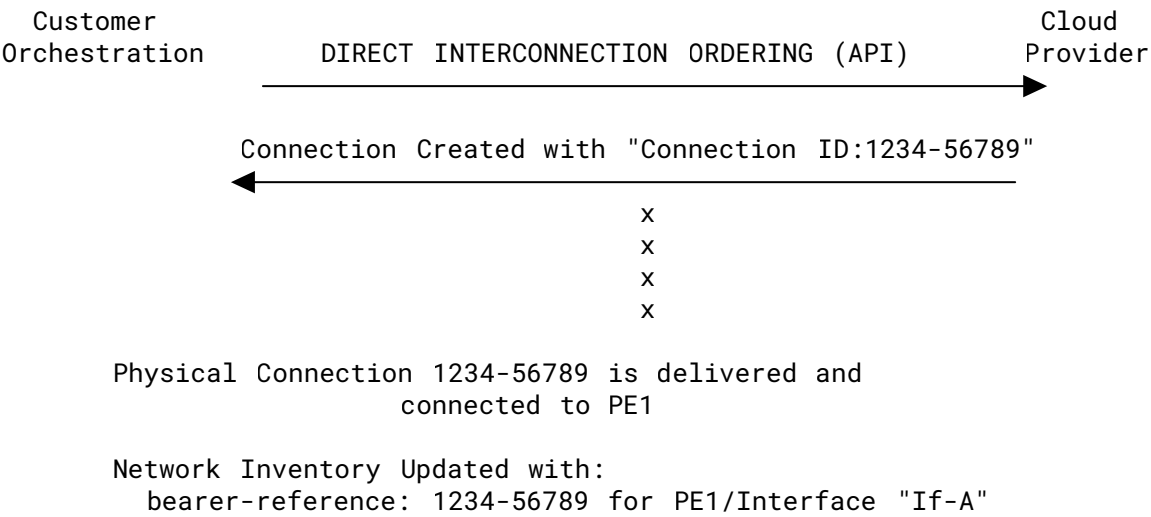 Customer Cloud
Orchestration DIRECT INTERCONNECTION ORDERING (API) Provider
Connection Created with "Connection ID:1234-56789"
x
x
x
x
Physical Connection 1234-56789 is delivered and
connected to PE1
Network Inventory Updated with:
bearer-reference: 1234-56789 for PE1/Interface "If-A"